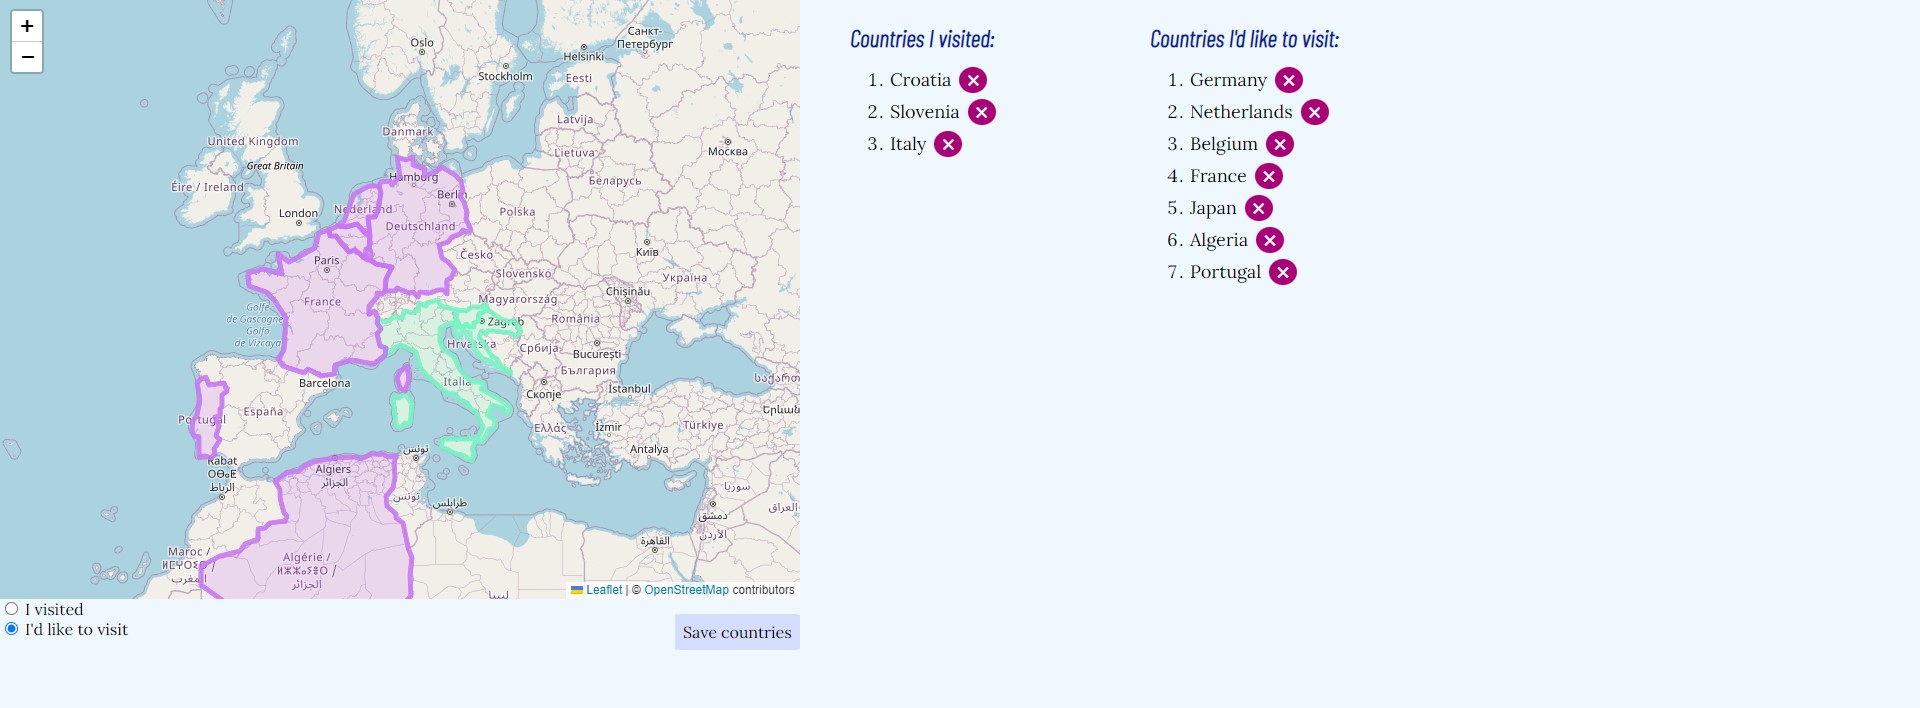 +
−
Oslo
Санкт-
Петербург
Helsinki
Stockholm
Eesti
Latvija
Danmark
United Kingdom
Great Britain
Lietuva
Москва
Éire / Ireland
Hamburg
Беларусь
Berlin
London
Nederland
Polska
Deutschland
Česko
Київ
Paris
Slovensko
Україна
France
Magyarország
Chișinău
Golfe
de Gascogne
Golfo
de Vizcaya
Zagreb
România
Hrvatska
Србија
București
България
Barcelona
Italia
İstanbul
Скопје
Portugal
España
Ελλάς
İzmir
Türkiye
Antalya
تونس
Rabat
ⵔⴱⴰⵟ
الرباط
Algiers
الجزائر
تونس
طرابلس
سوريا
دمشق
العراق
الأردن
القاهرة
Maroc /
المغرب
Algérie /
ⵍⵣⵣⴰⵢⴻⵔ /
الجزائر
ليبيا
Leaflet | © OpenStreetMap contributors
I visited
I'd like to visit
Save countries
Countries I visited:
1. Croatia
2. Slovenia
3. Italy
Countries I'd like to visit:
1. Germany
2. Netherlands
3. Belgium
4. France
5. Japan
6. Algeria
7. Portugal